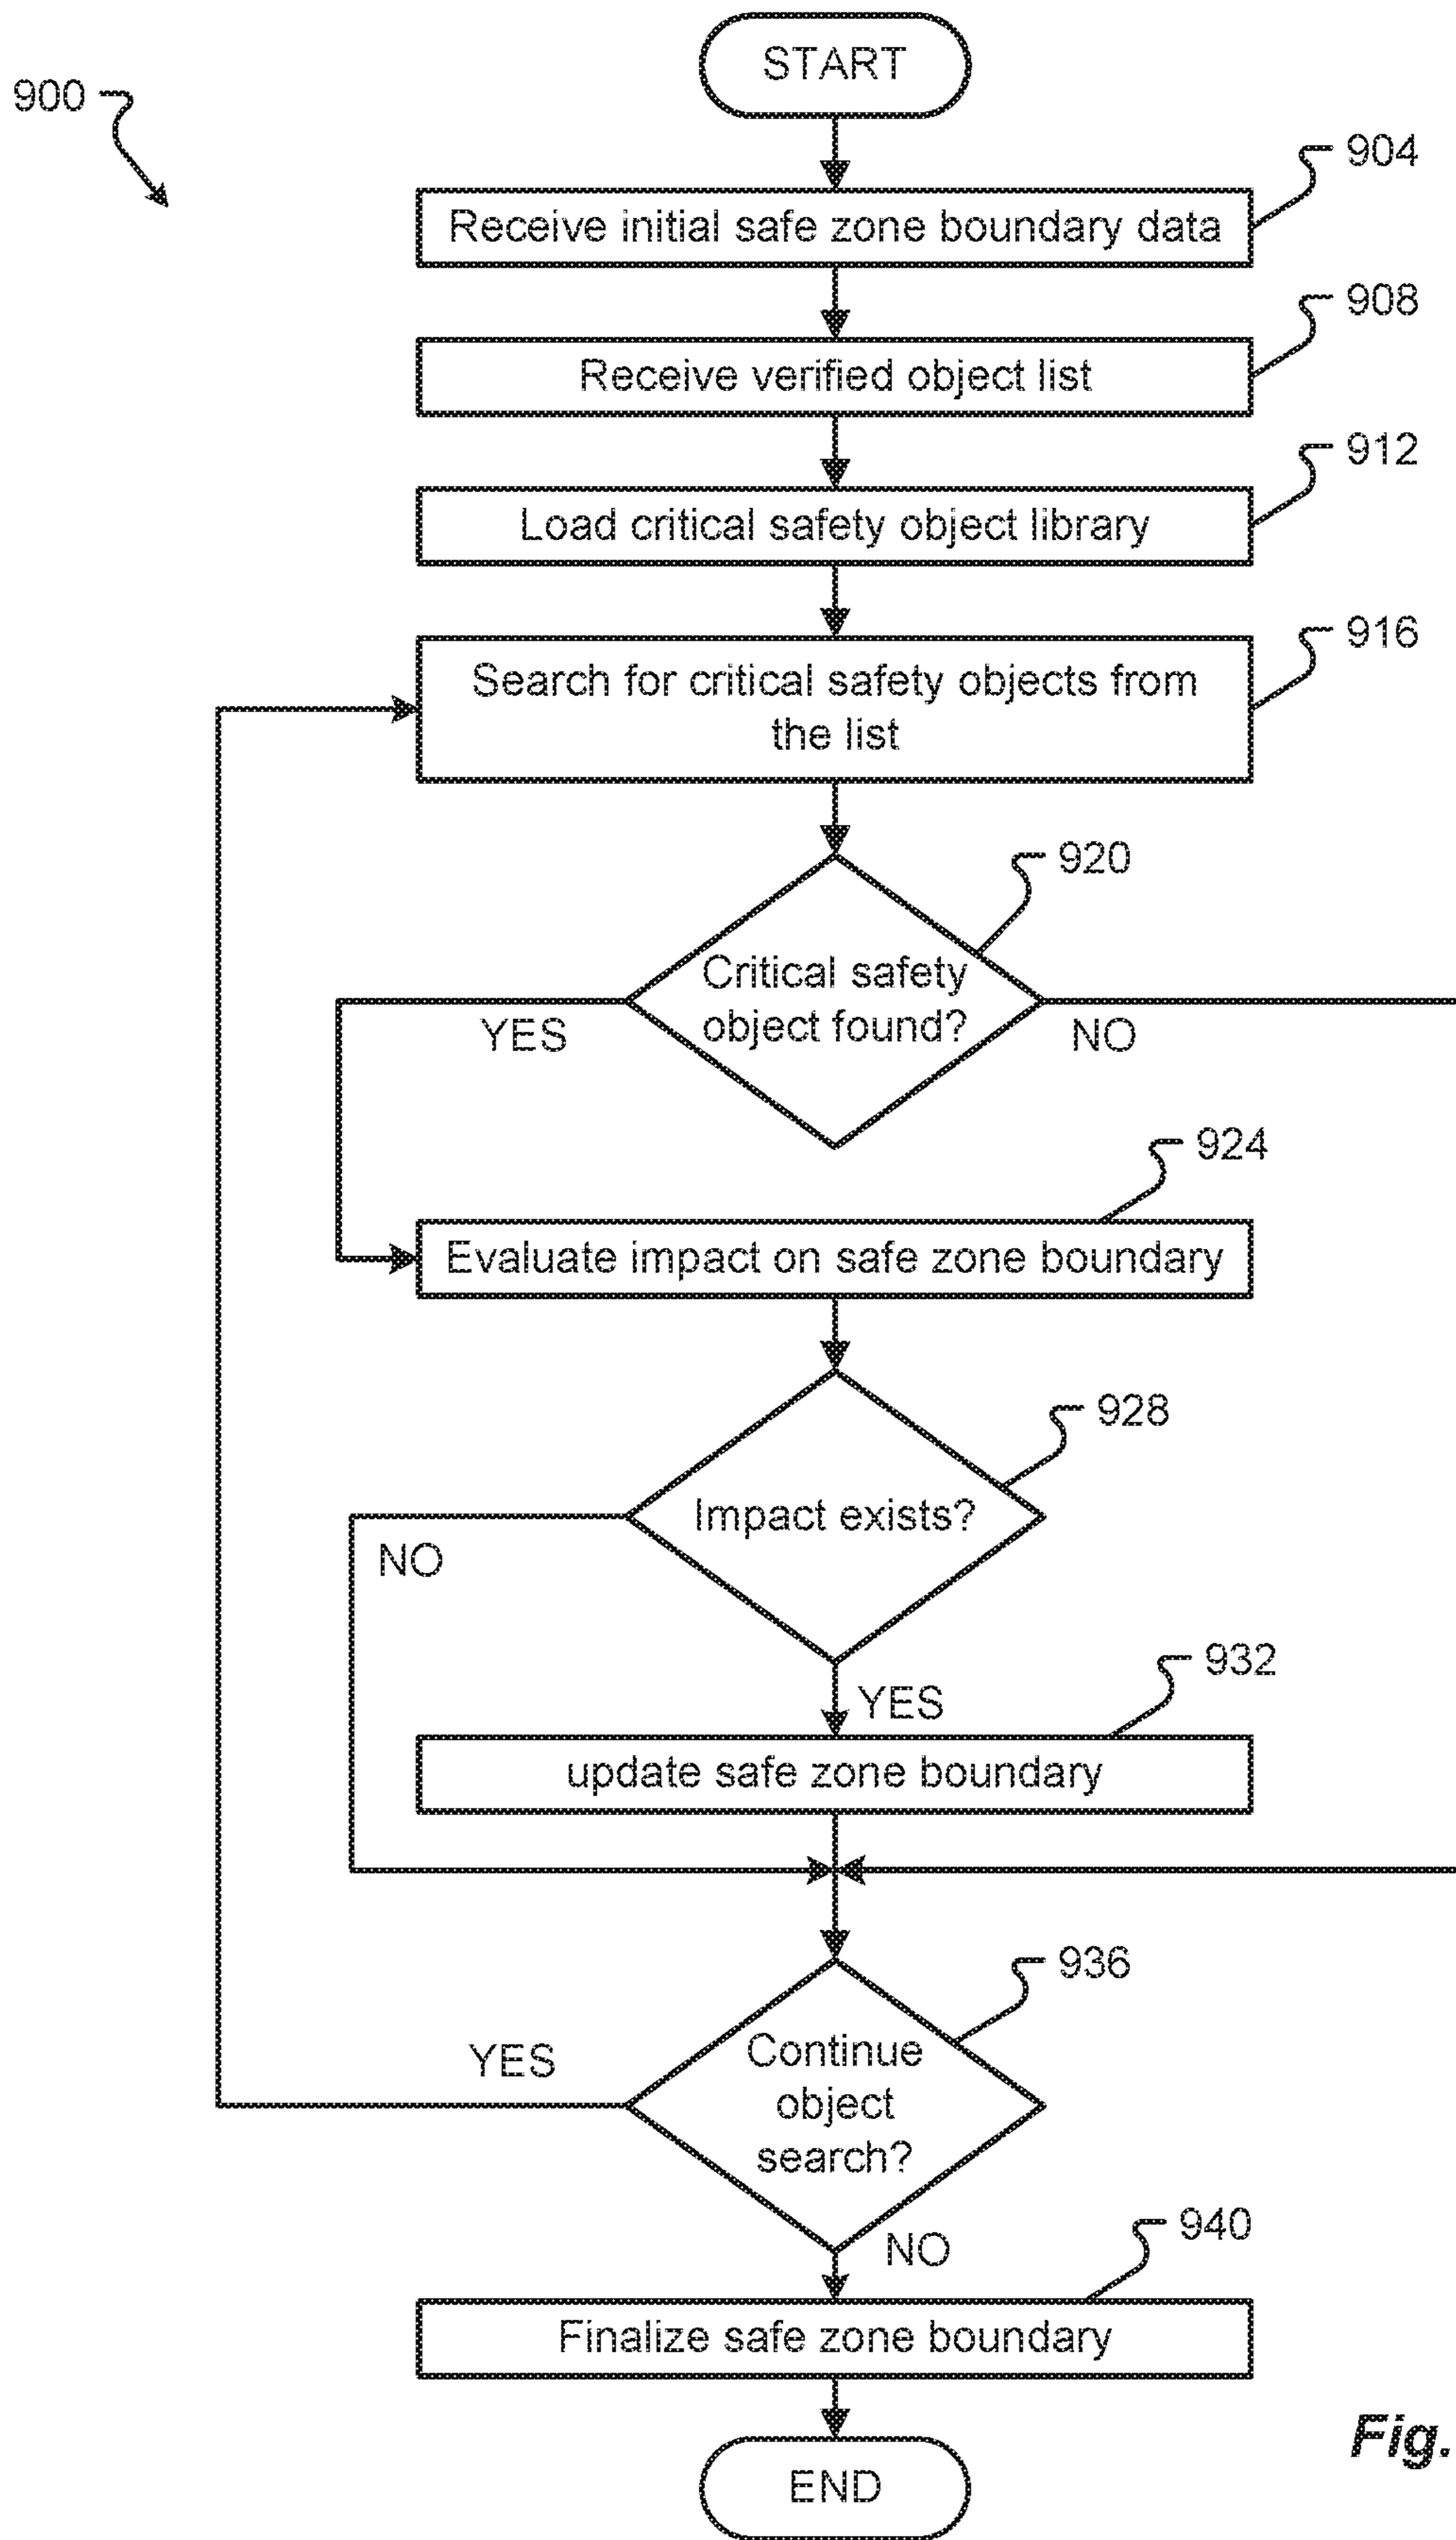 START
900
904
Receive initial safe zone boundary data
908
Receive verified object list
912
Load critical safety object library
916
Search for critical safety objects from
the list
920
Critical safety
object found?
YES
NO
924
Evaluate impact on safe zone boundary
928
Impact exists?
NO
YES
932
update safe zone boundary
936
Continue
object
search?
YES
NO
940
Finalize safe zone boundary
END
Fig.